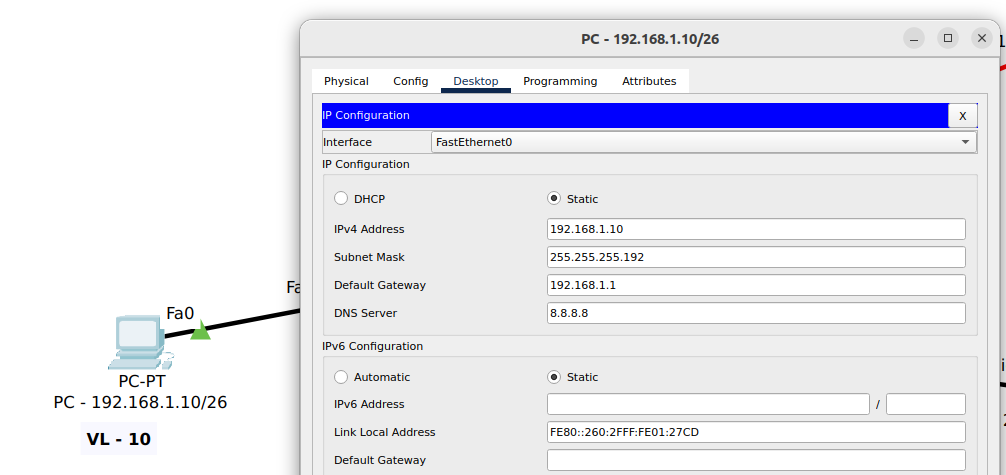 PC - 192.168.1.10/26
Physical Config Desktop Programming Attributes
IP Configuration X
Interface FastEthernet0
IP Configuration
DHCP Static
IPv4 Address 192.168.1.10
Subnet Mask 255.255.255.192
Default Gateway 192.168.1.1
DNS Server 8.8.8.8
IPv6 Configuration
Automatic Static
IPv6 Address /
Link Local Address FE80::260:2FFF:FE01:27CD
Default Gateway
Fa
Fa0
PC-PT
PC - 192.168.1.10/26
VL - 10